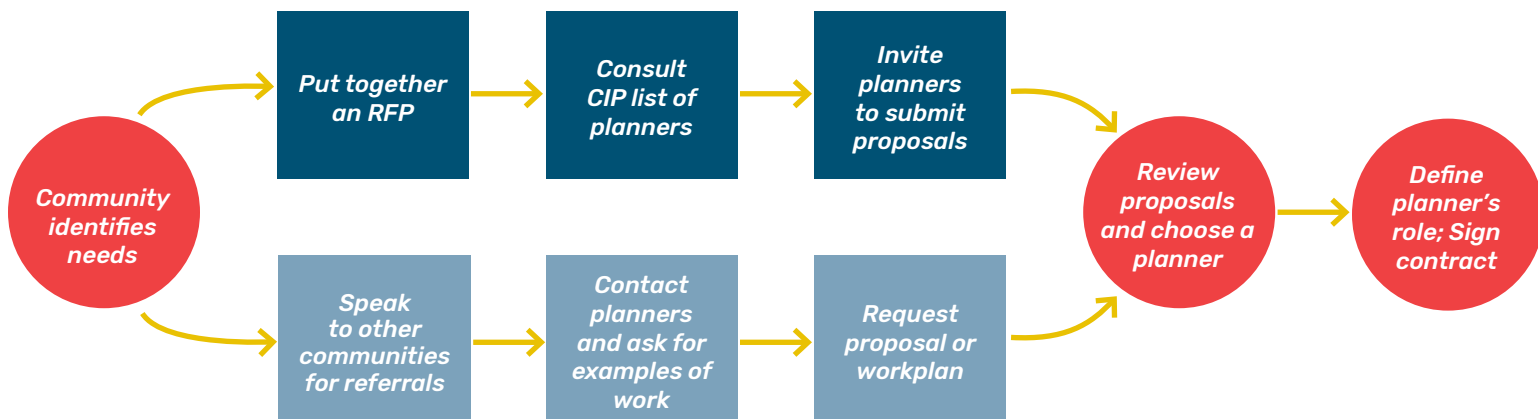 Community
identifies
needs
Put together
an RFP
Consult
CIP list of
planners
Invite
planners
to submit
proposals
Speak
to other
communities
for referrals
Contact
planners
and ask for
examples of
work
Request
proposal or
workplan
Review
proposals
and choose a
planner
Define
planner’s
role; Sign
contract